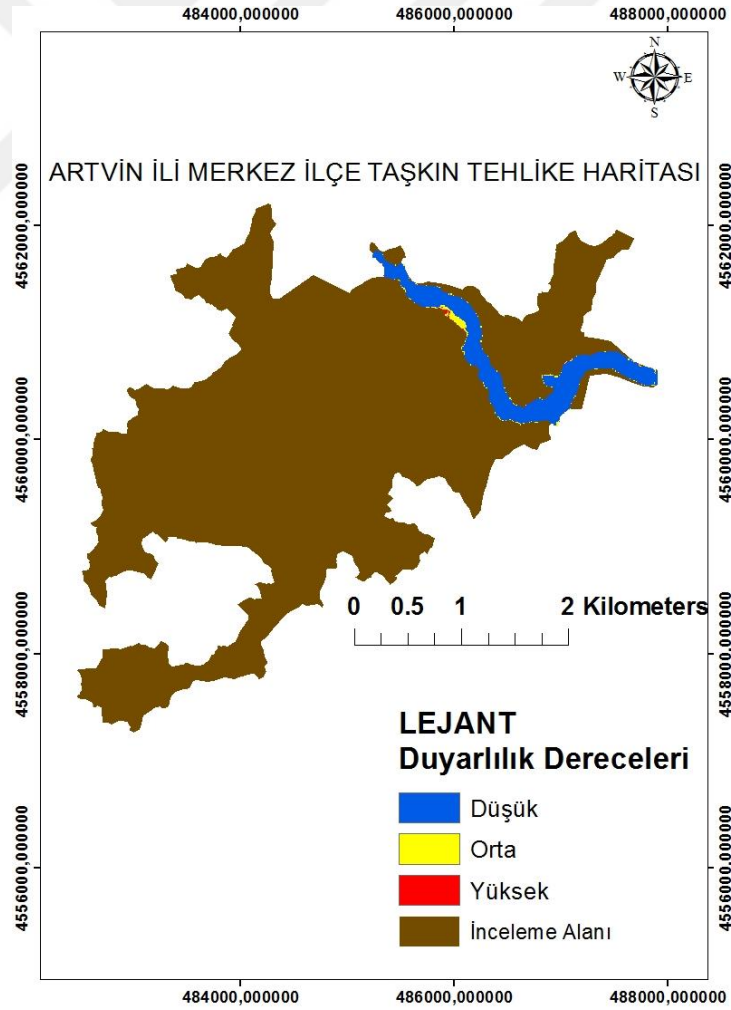 484000,000000 486000,000000 488000,000000
N
W E
S
ARTVİN İLİ MERKEZ İLÇE TAŞKIN TEHLİKE HARİTASI
4562000,000000 4562000,000000
4560000,000000 4560000,000000
0 0.5 1 2 Kilometers
4558000,000000 4558000,000000
LEJANT
Duyarlılık Dereceleri
Düşük
Orta
Yüksek
İnceleme Alanı
4556000,000000 4556000,000000
484000,000000 486000,000000 488000,000000